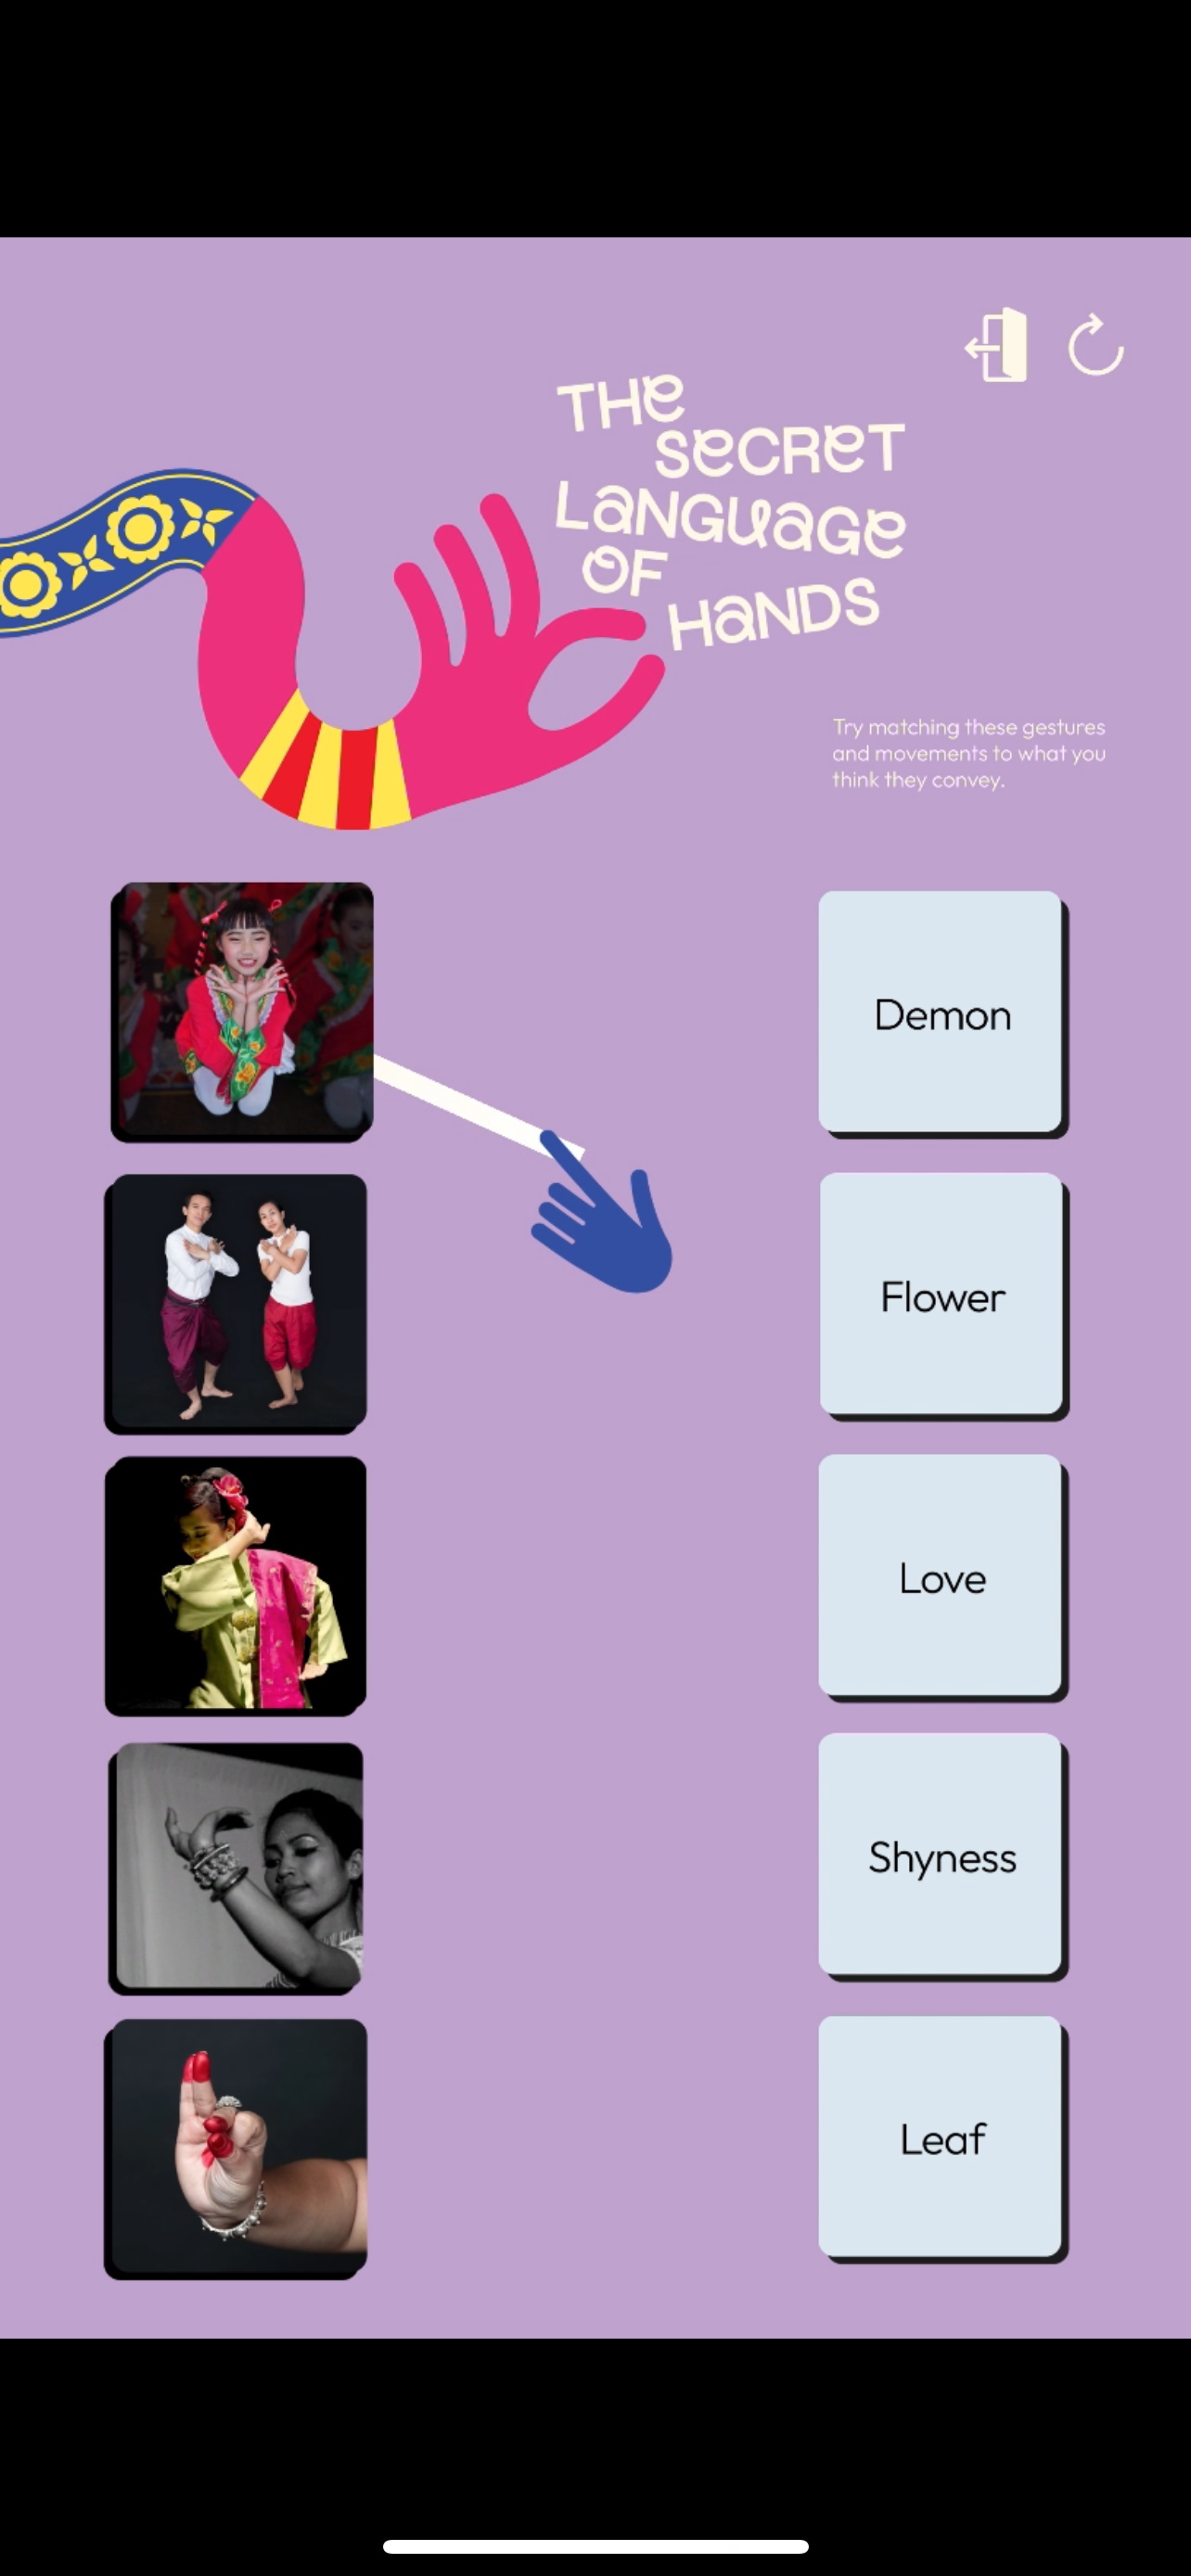 THE
SECRET
LANGUAGE
OF
HANDS
Try matching these gestures
and movements to what you
think they convey.
Demon
Flower
Love
Shyness
Leaf